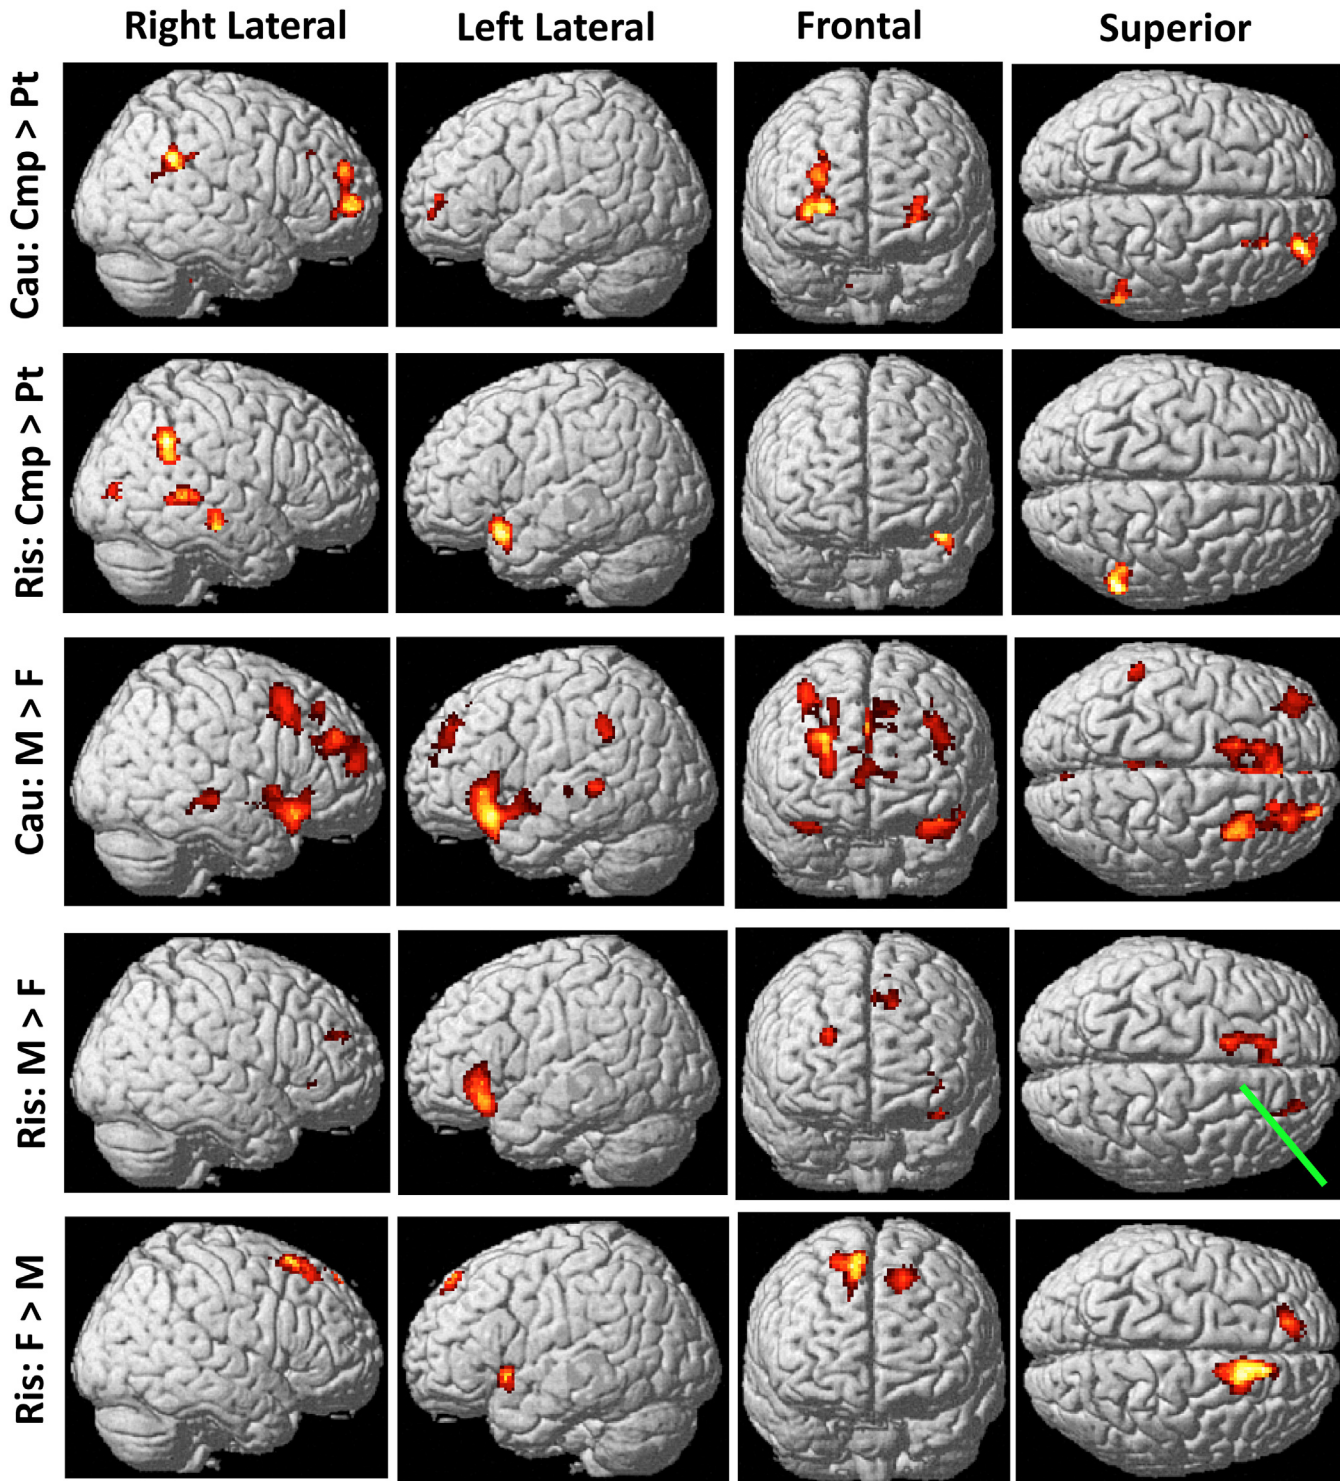 Right Lateral
Left Lateral
Frontal
Superior
Cau: Cmp > Pt
Ris: Cmp > Pt
Cau: M > F
Ris: M > F
Ris: F > M